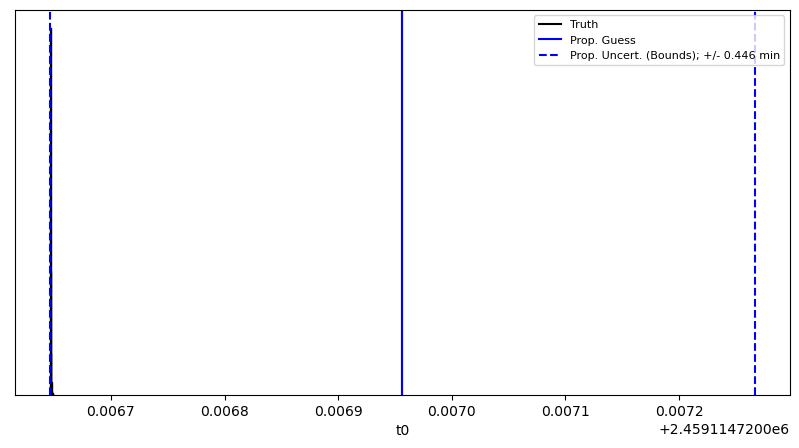 Truth
Prop. Guess
Prop. Uncert. (Bounds); +/- 0.446 min
0.0067 0.0068 0.0069 0.0070 0.0071 0.0072
t0
+2.4591147200e6